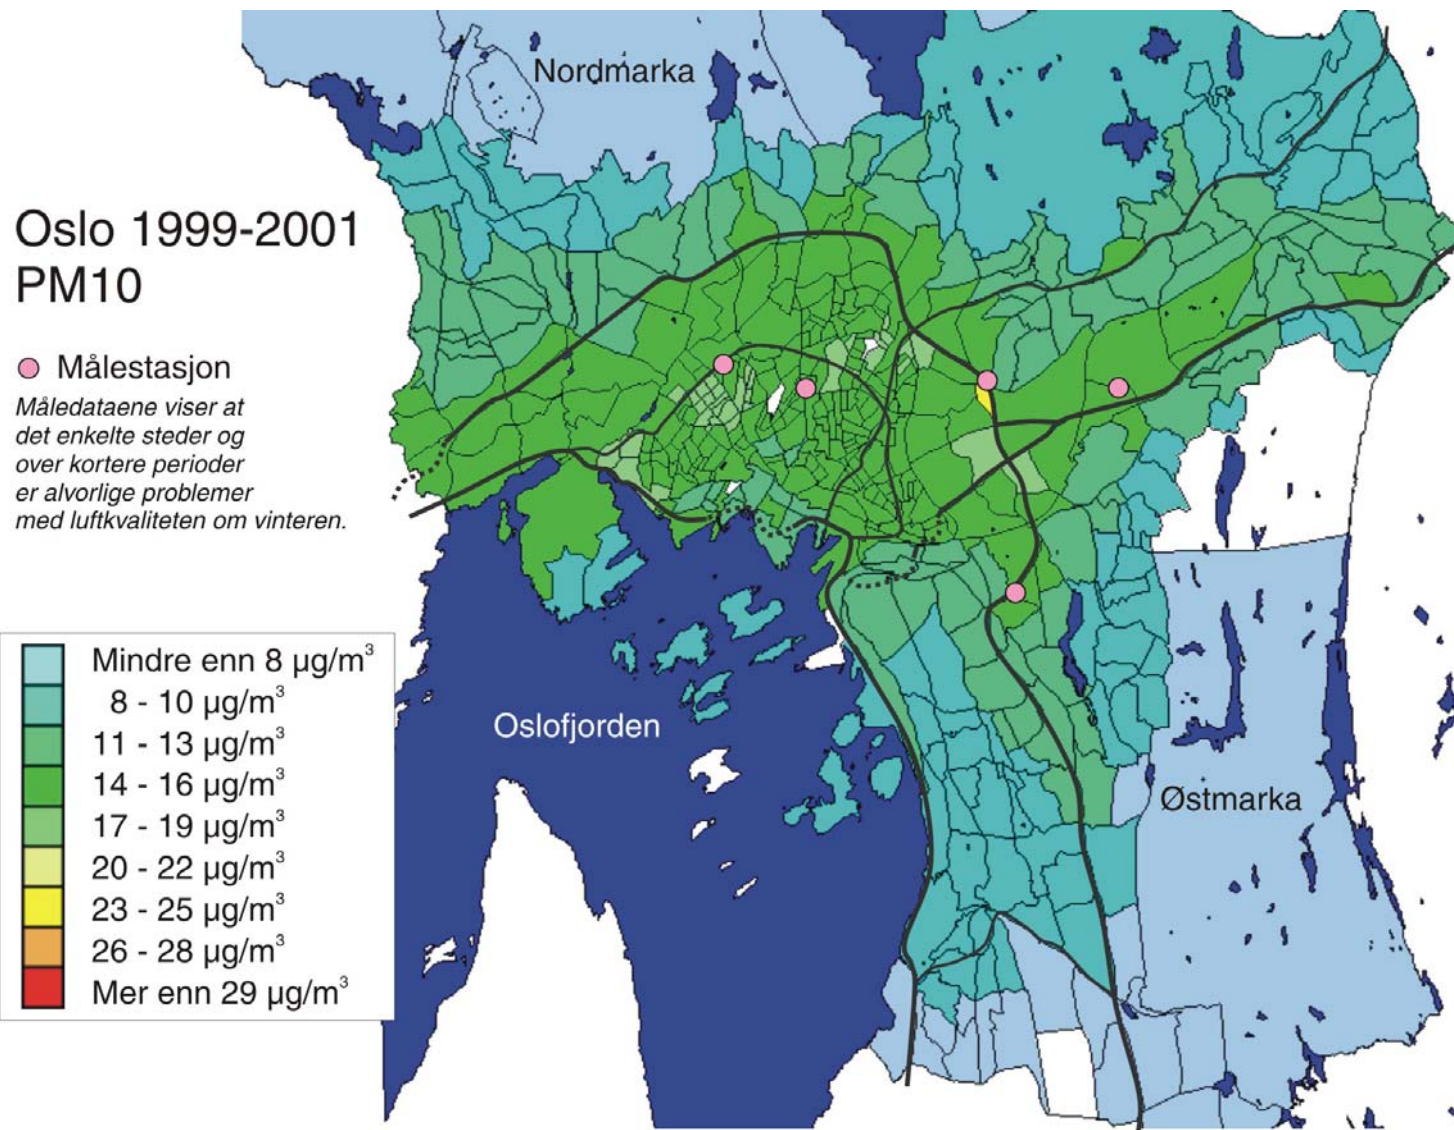 Nordmarka
Oslo 1999-2001
PM10
Målestasjon
Måledataene viser at
det enkelte steder og
over kortere perioder
er alvorlige problemer
med luftkvaliteten om vinteren.
Mindre enn 8 µg/m³
8 - 10 µg/m³
11 - 13 µg/m³
14 - 16 µg/m³
17 - 19 µg/m³
20 - 22 µg/m³
23 - 25 µg/m³
26 - 28 µg/m³
Mer enn 29 µg/m³
Oslofjorden
Østmarka